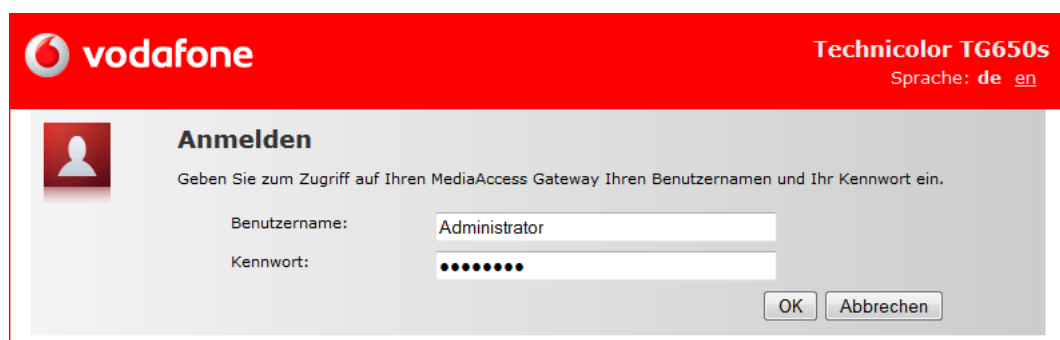 vodafone
Technicolor TG650s
Sprache: de en
Anmelden
Geben Sie zum Zugriff auf Ihren MediaAccess Gateway Ihren Benutzernamen und Ihr Kennwort ein.
Benutzername: Administrator
Kennwort: ●●●●●●●●
OK Abbrechen